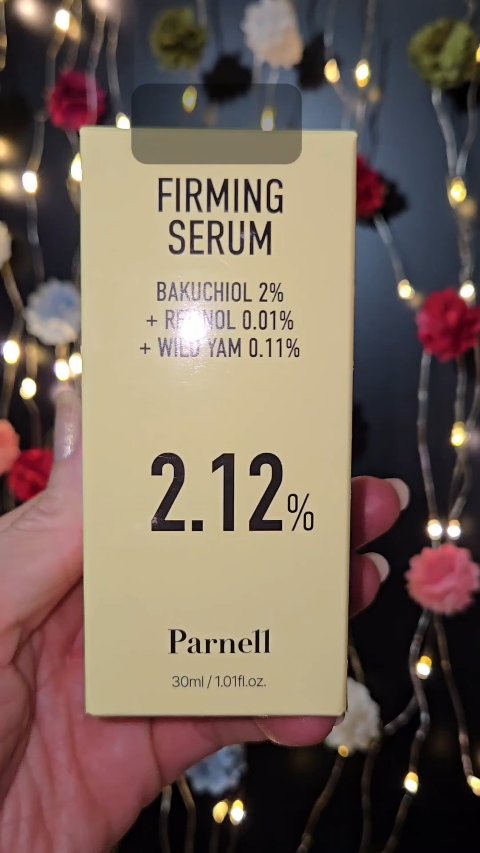 FIRMING
SERUM
BAKUCHIOL 2%
+ 0.01%
+ WILD YAM 0.11%
2.12%
Parnell
30ml / 1.01fl.oz.